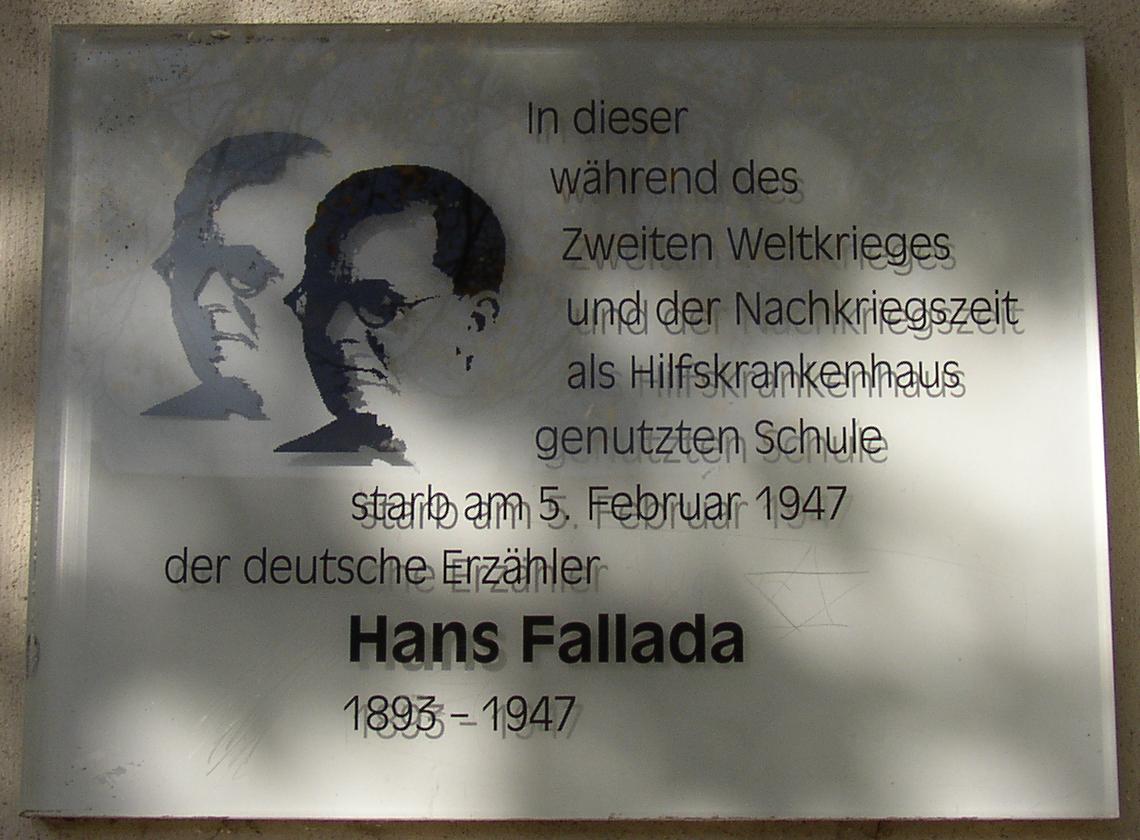 In dieser
während des
Zweiten Weltkrieges
und der Nachkriegszeit
als Hilfskrankenhaus
genutzten Schule
starb am 5. Februar 1947
der deutsche Erzähler
Hans Fallada
1893 – 1947